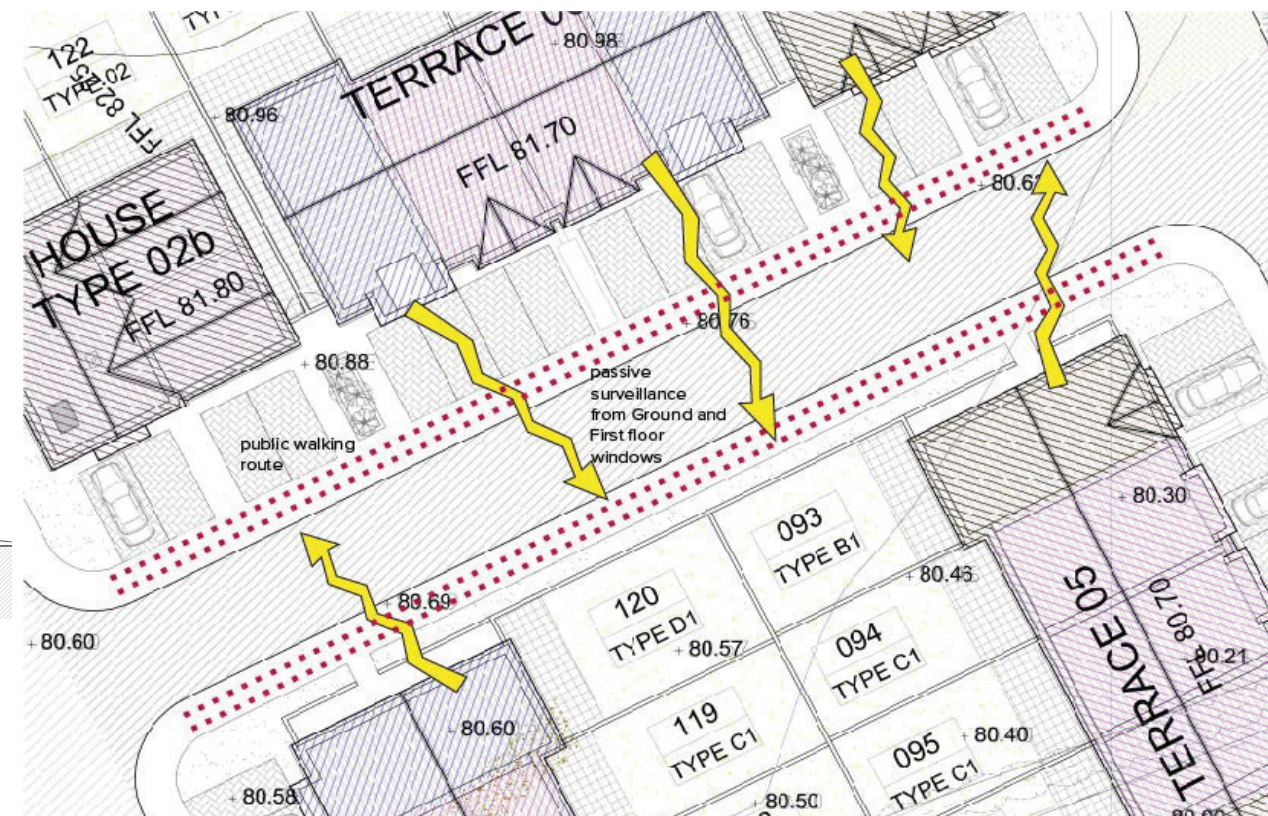 122
TYPE 02
FFL 82.15
80.96
TERRACE
80.98
FFL 81.70
HOUSE
TYPE 02b
FFL 81.80
80.88
80.76
passive
surveillance
from Ground and
First floor
windows
public walking
route
80.69
80.60
80.30
093
TYPE B1
80.46
120
TYPE D1
80.57
094
TYPE C1
TERRACE 05
FFL 80.70
80.21
119
TYPE C1
80.60
095
TYPE C1
80.40
80.58
80.50